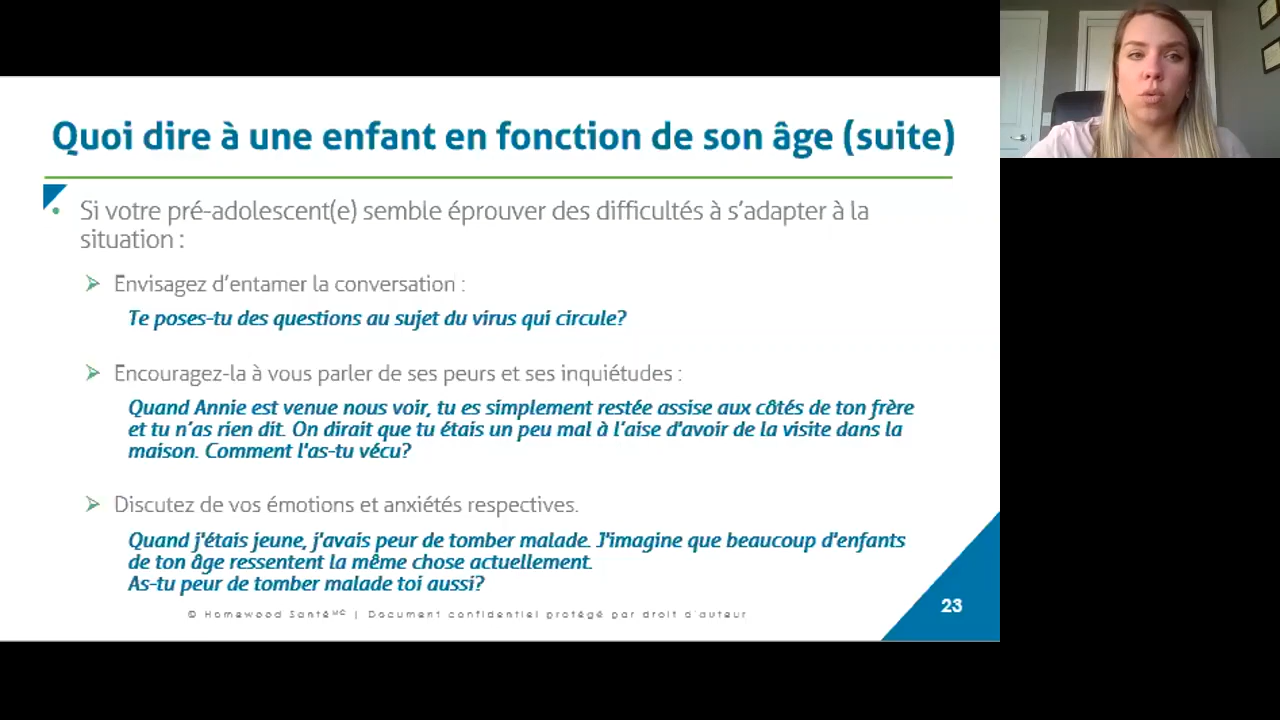 Quoi dire à une enfant en fonction de son âge (suite)
• Si votre pré-adolescent(e) semble éprouver des difficultés à s'adapter à la
situation :
Envisagez d'entamer la conversation :
Te poses-tu des questions au sujet du virus qui circule?
Encouragez-la à vous parler de ses peurs et ses inquiétudes :
Quand Annie est venue nous voir, tu es simplement restée assise aux côtés de ton frère
et tu n'as rien dit. On dirait que tu étais un peu mal à l'aise d'avoir de la visite dans la
maison. Comment l'as-tu vécu?
Discutez de vos émotions et anxiétés respectives.
Quand j'étais jeune, j'avais peur de tomber malade. J'imagine que beaucoup d'enfants
de ton âge ressentent la même chose actuellement.
As-tu peur de tomber malade toi aussi?
© Homewood Santé MC | Document confidentiel protégé par droit d'auteur
23